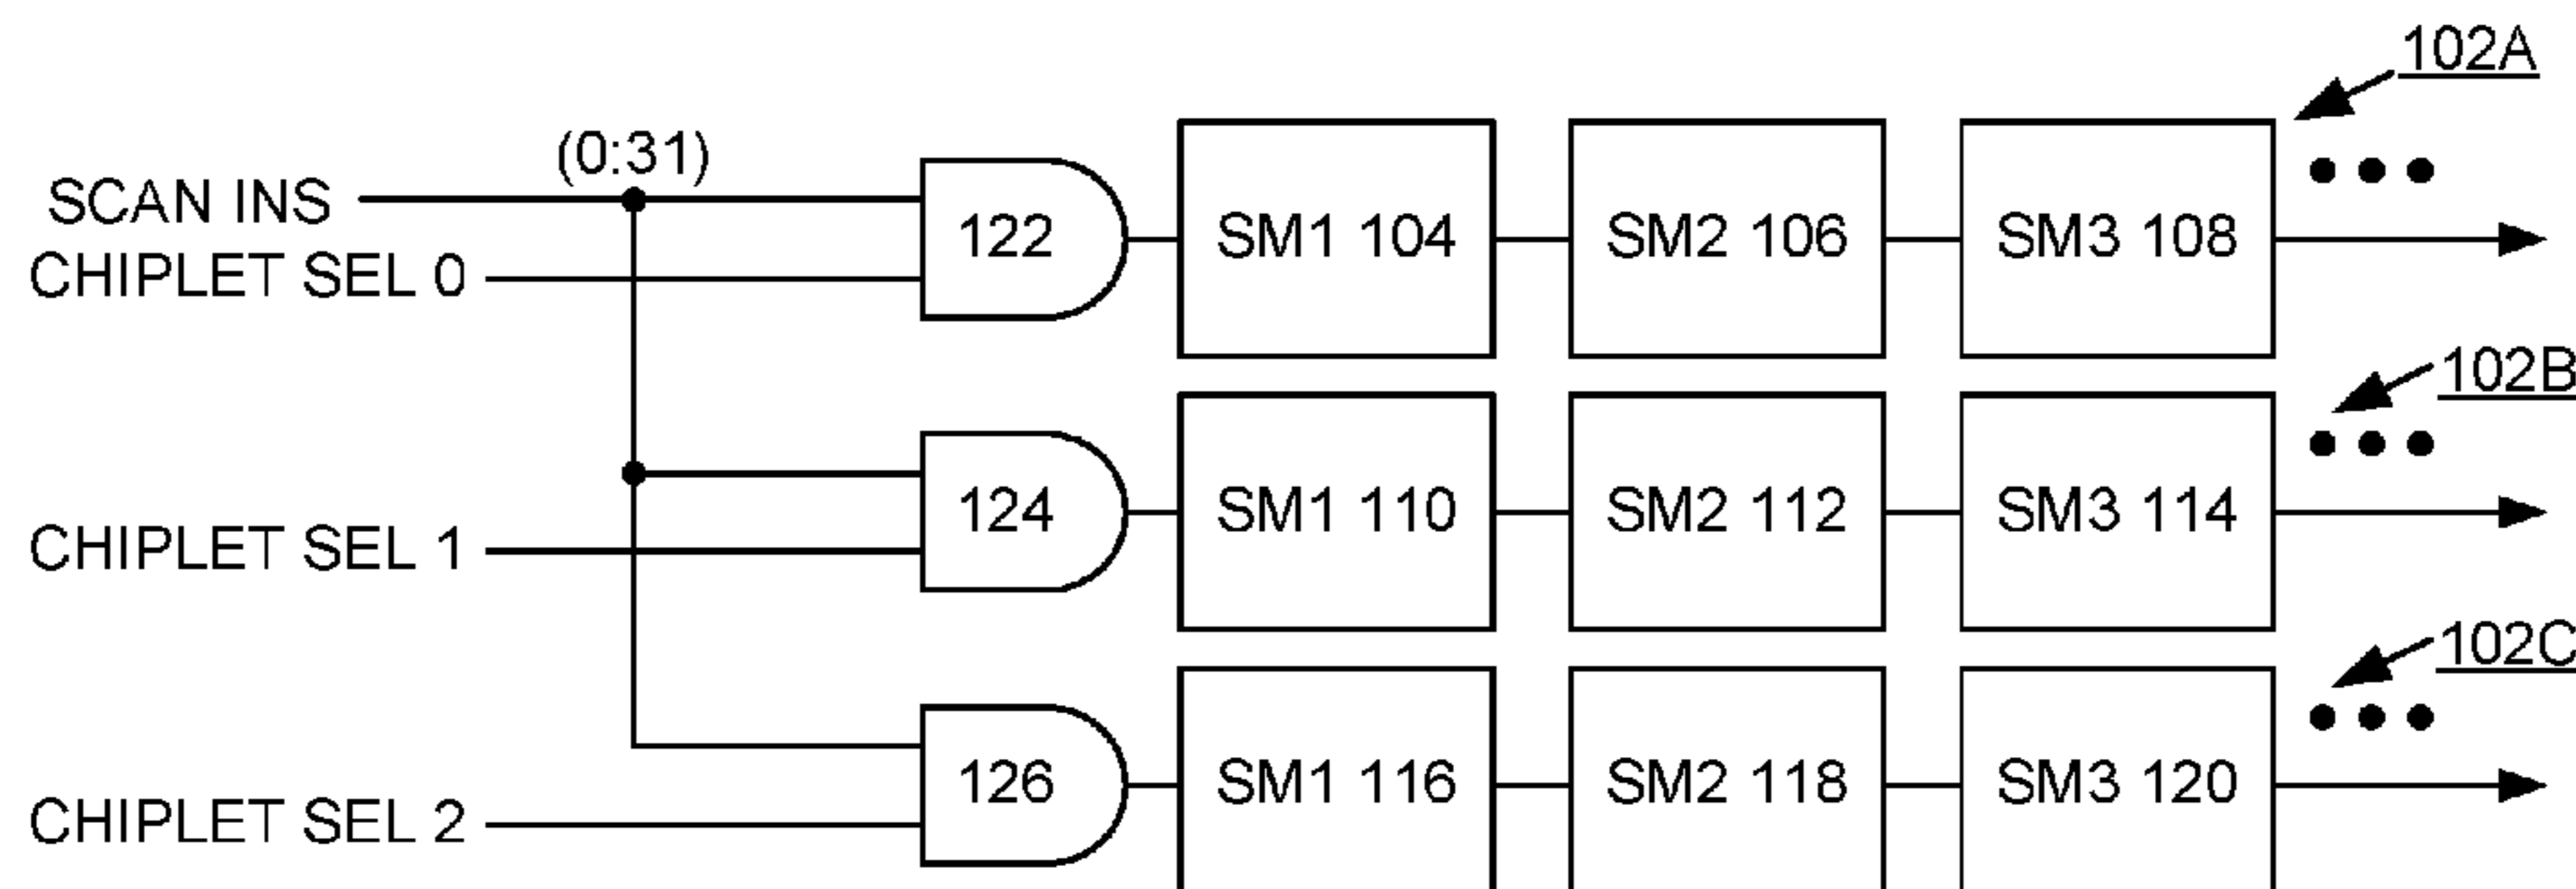 102A
(0:31)
SCAN INS
122
SM1 104
SM2 106
SM3 108
CHIPLET SEL 0
102B
124
SM1 110
SM2 112
SM3 114
CHIPLET SEL 1
102C
126
SM1 116
SM2 118
SM3 120
CHIPLET SEL 2